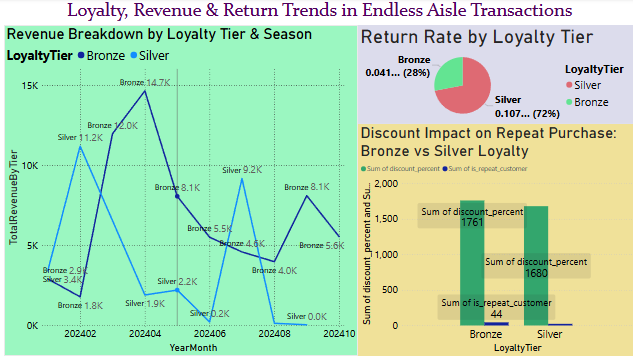 Loyalty, Revenue & Return Trends in Endless Aisle Transactions
Revenue Breakdown by Loyalty Tier & Season
LoyaltyTier Bronze Silver
TotalRevenueByTier
15K
10K
5K
0K
Bronze 2.9K
Silver 3.4K
Bronze 1.8K
Silver 11.2K
Bronze 12.0K
Bronze 14.7K
Silver 1.9K
Bronze 8.1K
Silver 2.2K
Bronze 5.5K
Silver 0.2K
Silver 9.2K
Bronze 4.6K
Bronze 4.0K
Silver 0.0K
Bronze 8.1K
Bronze 5.6K
202402 202404 202406 202408 202410
YearMonth
Return Rate by Loyalty Tier
Bronze
0.041... (28%)
Silver
0.107... (72%)
LoyaltyTier
Silver
Bronze
Discount Impact on Repeat Purchase:
Bronze vs Silver Loyalty
Sum of discount_percent Sum of is_repeat_customer
Sum of discount_percent and Su...
2,000
1,500
1,000
500
0
Sum of discount_percent
1761
Sum of discount_percent
1680
Sum of is_repeat_customer
44
Bronze Silver
LoyaltyTier